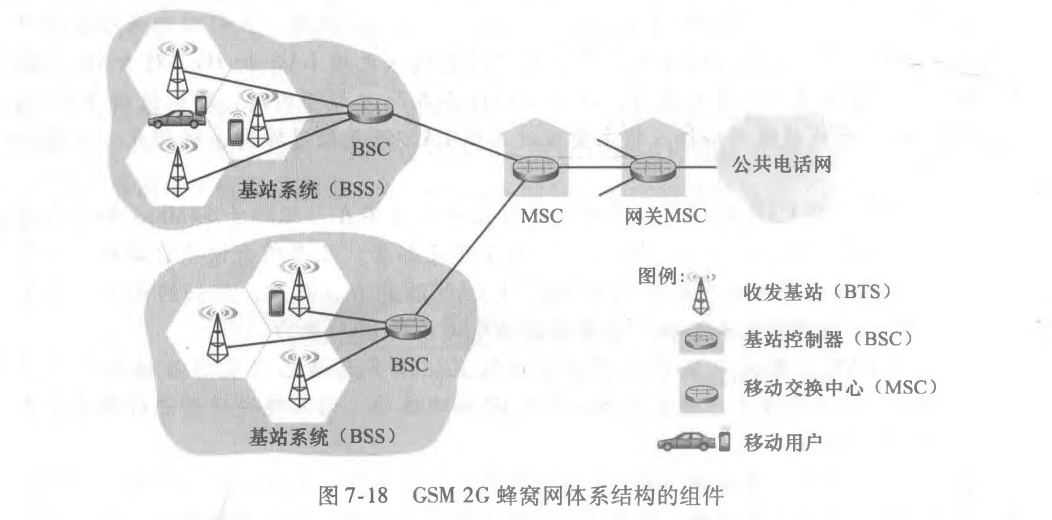 BSC
基站系统（BSS）
MSC
网关MSC
公共电话网
BSC
基站系统（BSS）
图例:
收发基站（BTS）
基站控制器（BSC）
移动交换中心（MSC）
移动用户
图 7-18 GSM 2G 蜂窝网体系结构的组件